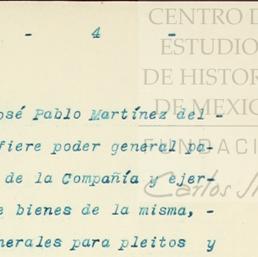 - 4 -
CENTRO D
ESTUDIO
DE HISTOR
DE MEXIC
FUNDACI
Carlos Sl
osé Pablo Martínez del
fiere poder general pa-
de la Compañía y ejer-
e bienes de la misma, -
nerales para pleitos y